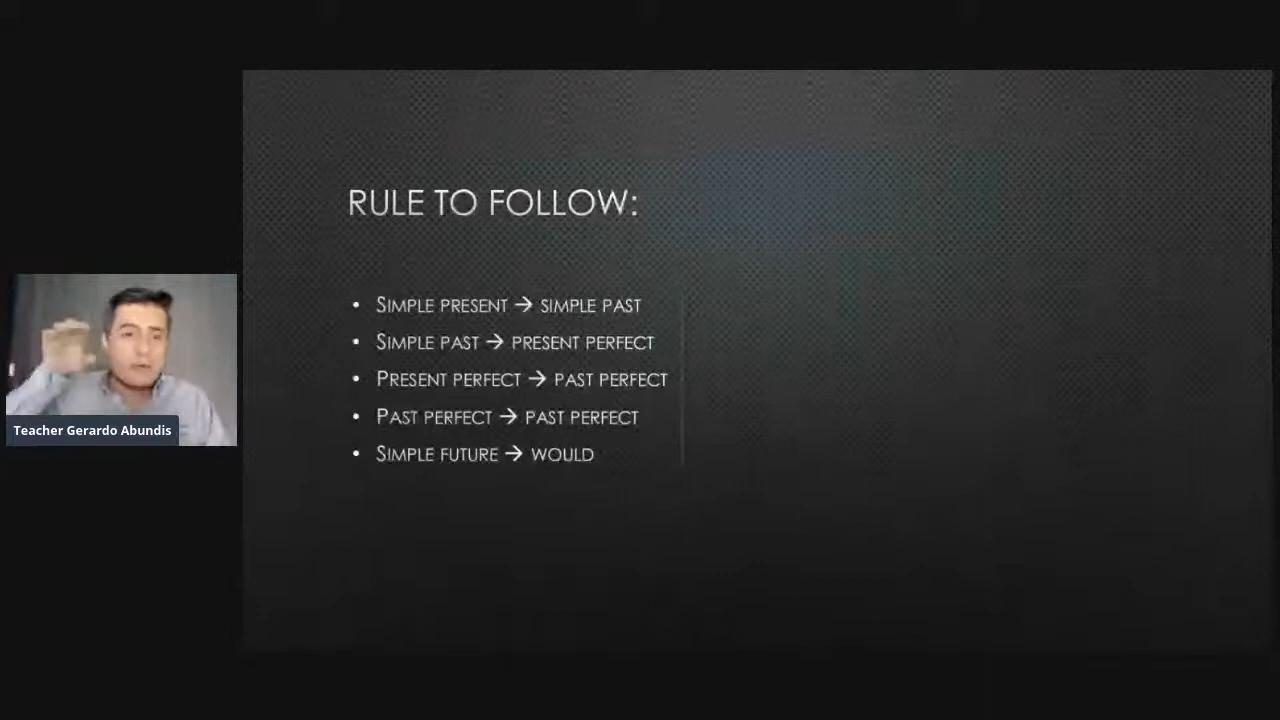 RULE TO FOLLOW:
• SIMPLE PRESENT → SIMPLE PAST
• SIMPLE PAST → PRESENT PERFECT
• PRESENT PERFECT → PAST PERFECT
• PAST PERFECT → PAST PERFECT
• SIMPLE FUTURE → WOULD
Teacher Gerardo Abundis